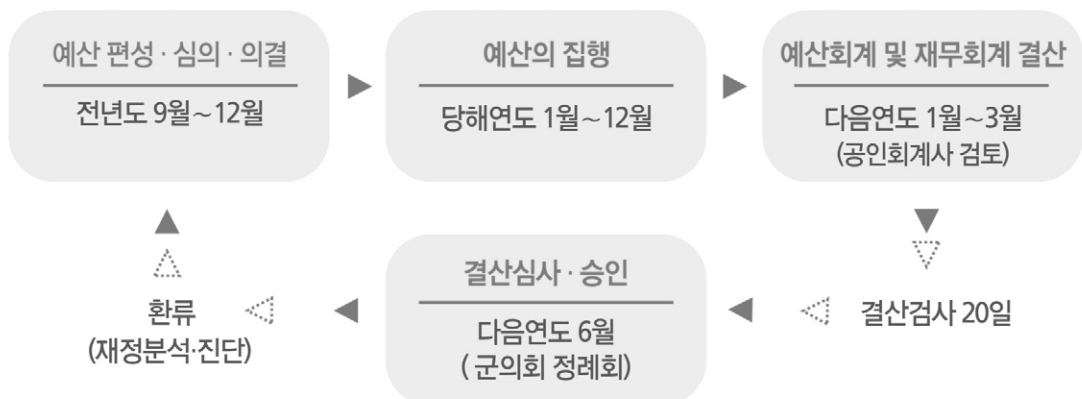 예산 편성 · 심의 · 의결
전년도 9월~12월
예산의 집행
당해연도 1월~12월
예산회계 및 재무회계 결산
다음연도 1월~3월
(공인회계사 검토)
결산검사 20일
결산심사 · 승인
다음연도 6월
( 군의회 정례회)
환류
(재정분석·진단)